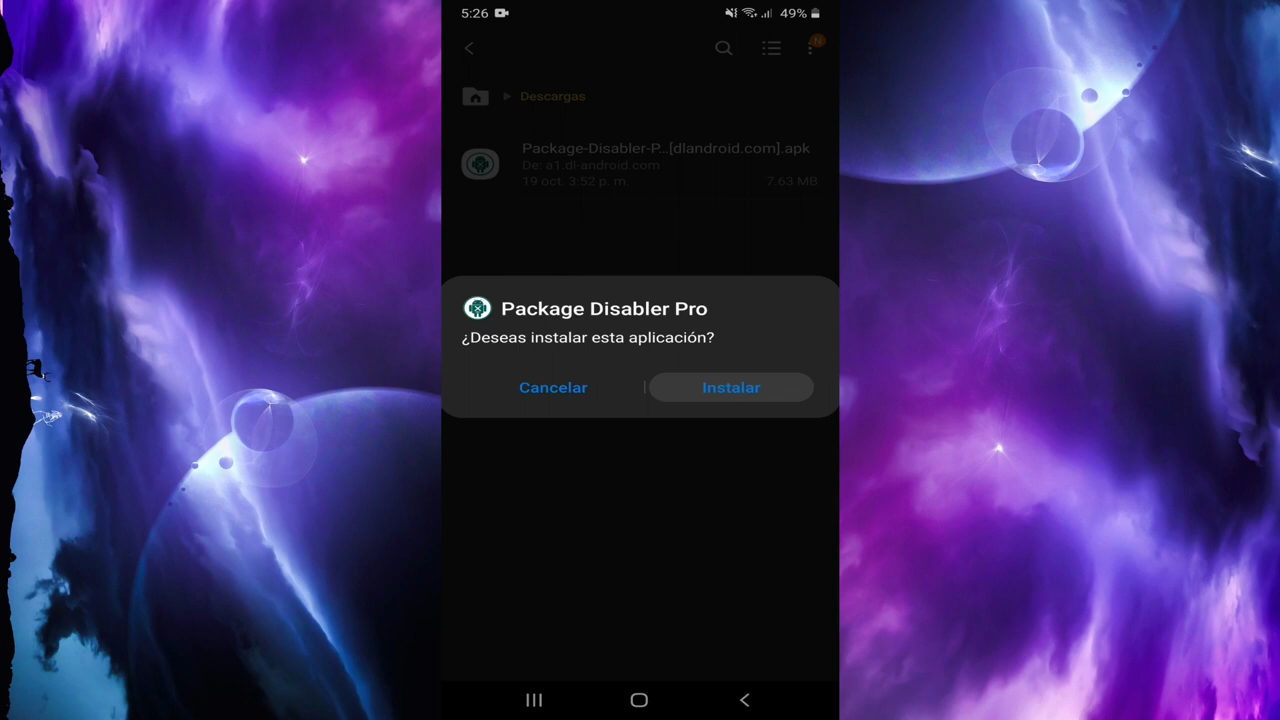 5:26
49%
N
Descargas
Package-Disabler-P...[dlandroid.com].apk
De: a1.dl-android.com
19 oct. 3:52 p. m. 7.63 MB
Package Disabler Pro
¿Deseas instalar esta aplicación?
Cancelar | Instalar